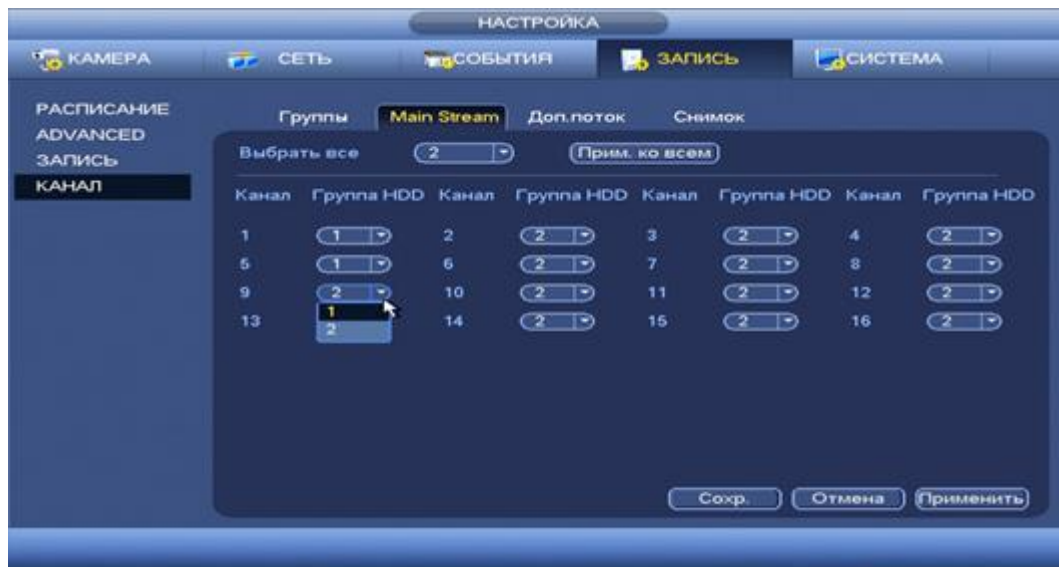 НАСТРОЙКА
КАМЕРА СЕТЬ СОБЫТИЯ ЗАПИСЬ СИСТЕМА
РАСПИСАНИЕ
ADVANCED
ЗАПИСЬ
КАНАЛ
Группы Main Stream Доп.поток Снимок
Выбрать все 2 Прим. ко всем
Канал Группа HDD Канал Группа HDD Канал Группа HDD Канал Группа HDD
1 1 2 2 3 2 4 2
5 1 6 2 7 2 8 2
9 2 10 2 11 2 12 2
13 1 14 2 15 2 16 2
2
Сохр. Отмена Применить